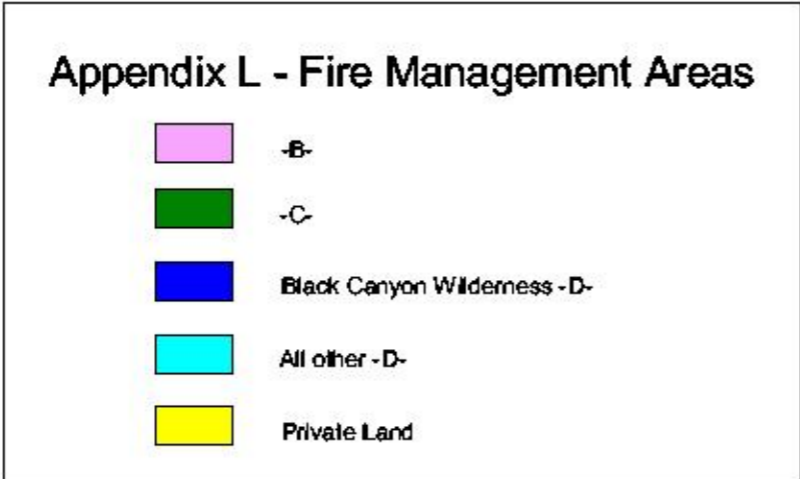 Appendix L - Fire Management Areas
-B-
-C-
Black Canyon Wilderness -D-
All other -D-
Private Land